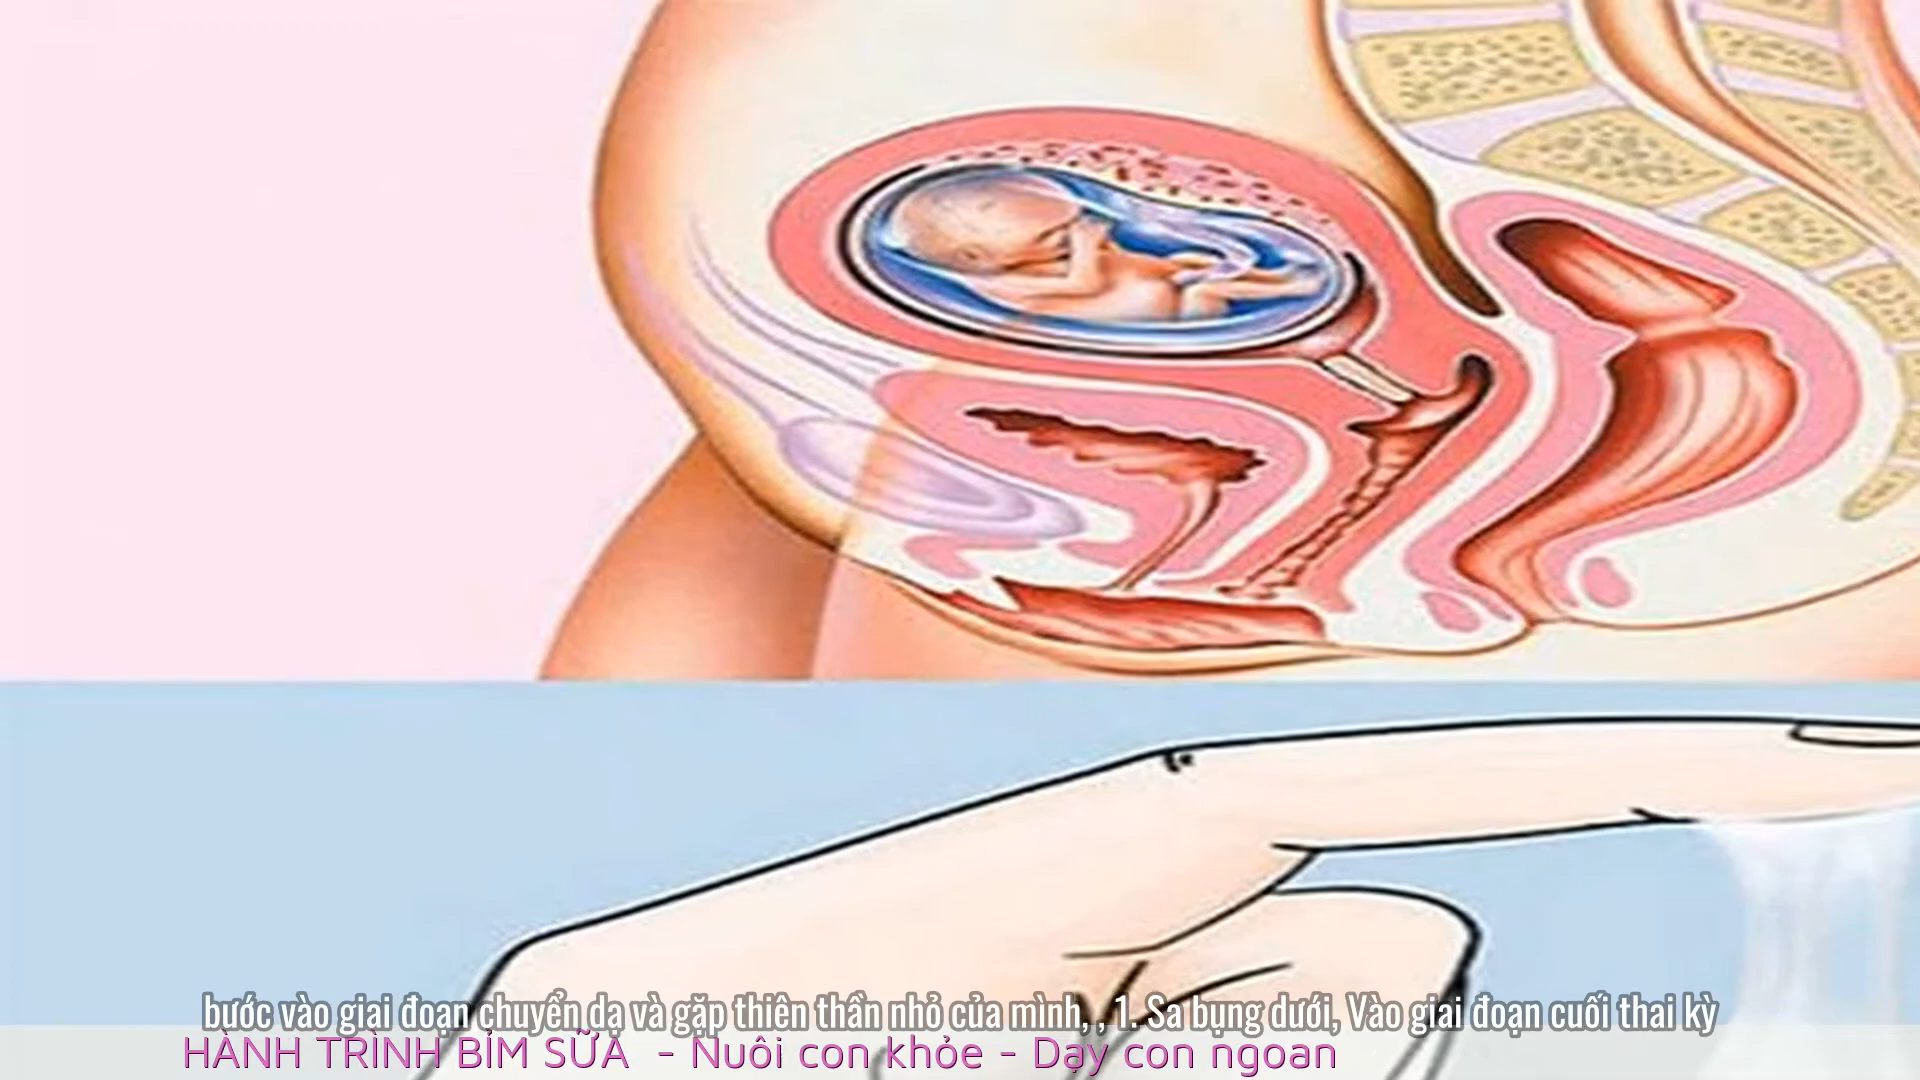 bước vào giai đoạn chuyển dạ và gặp thiên thần nhỏ của mình, , 1. Sa bụng dưới, Vào giai đoạn cuối thai kỳ
HÀNH TRÌNH BỈM SỮA - Nuôi con khỏe - Dạy con ngoan